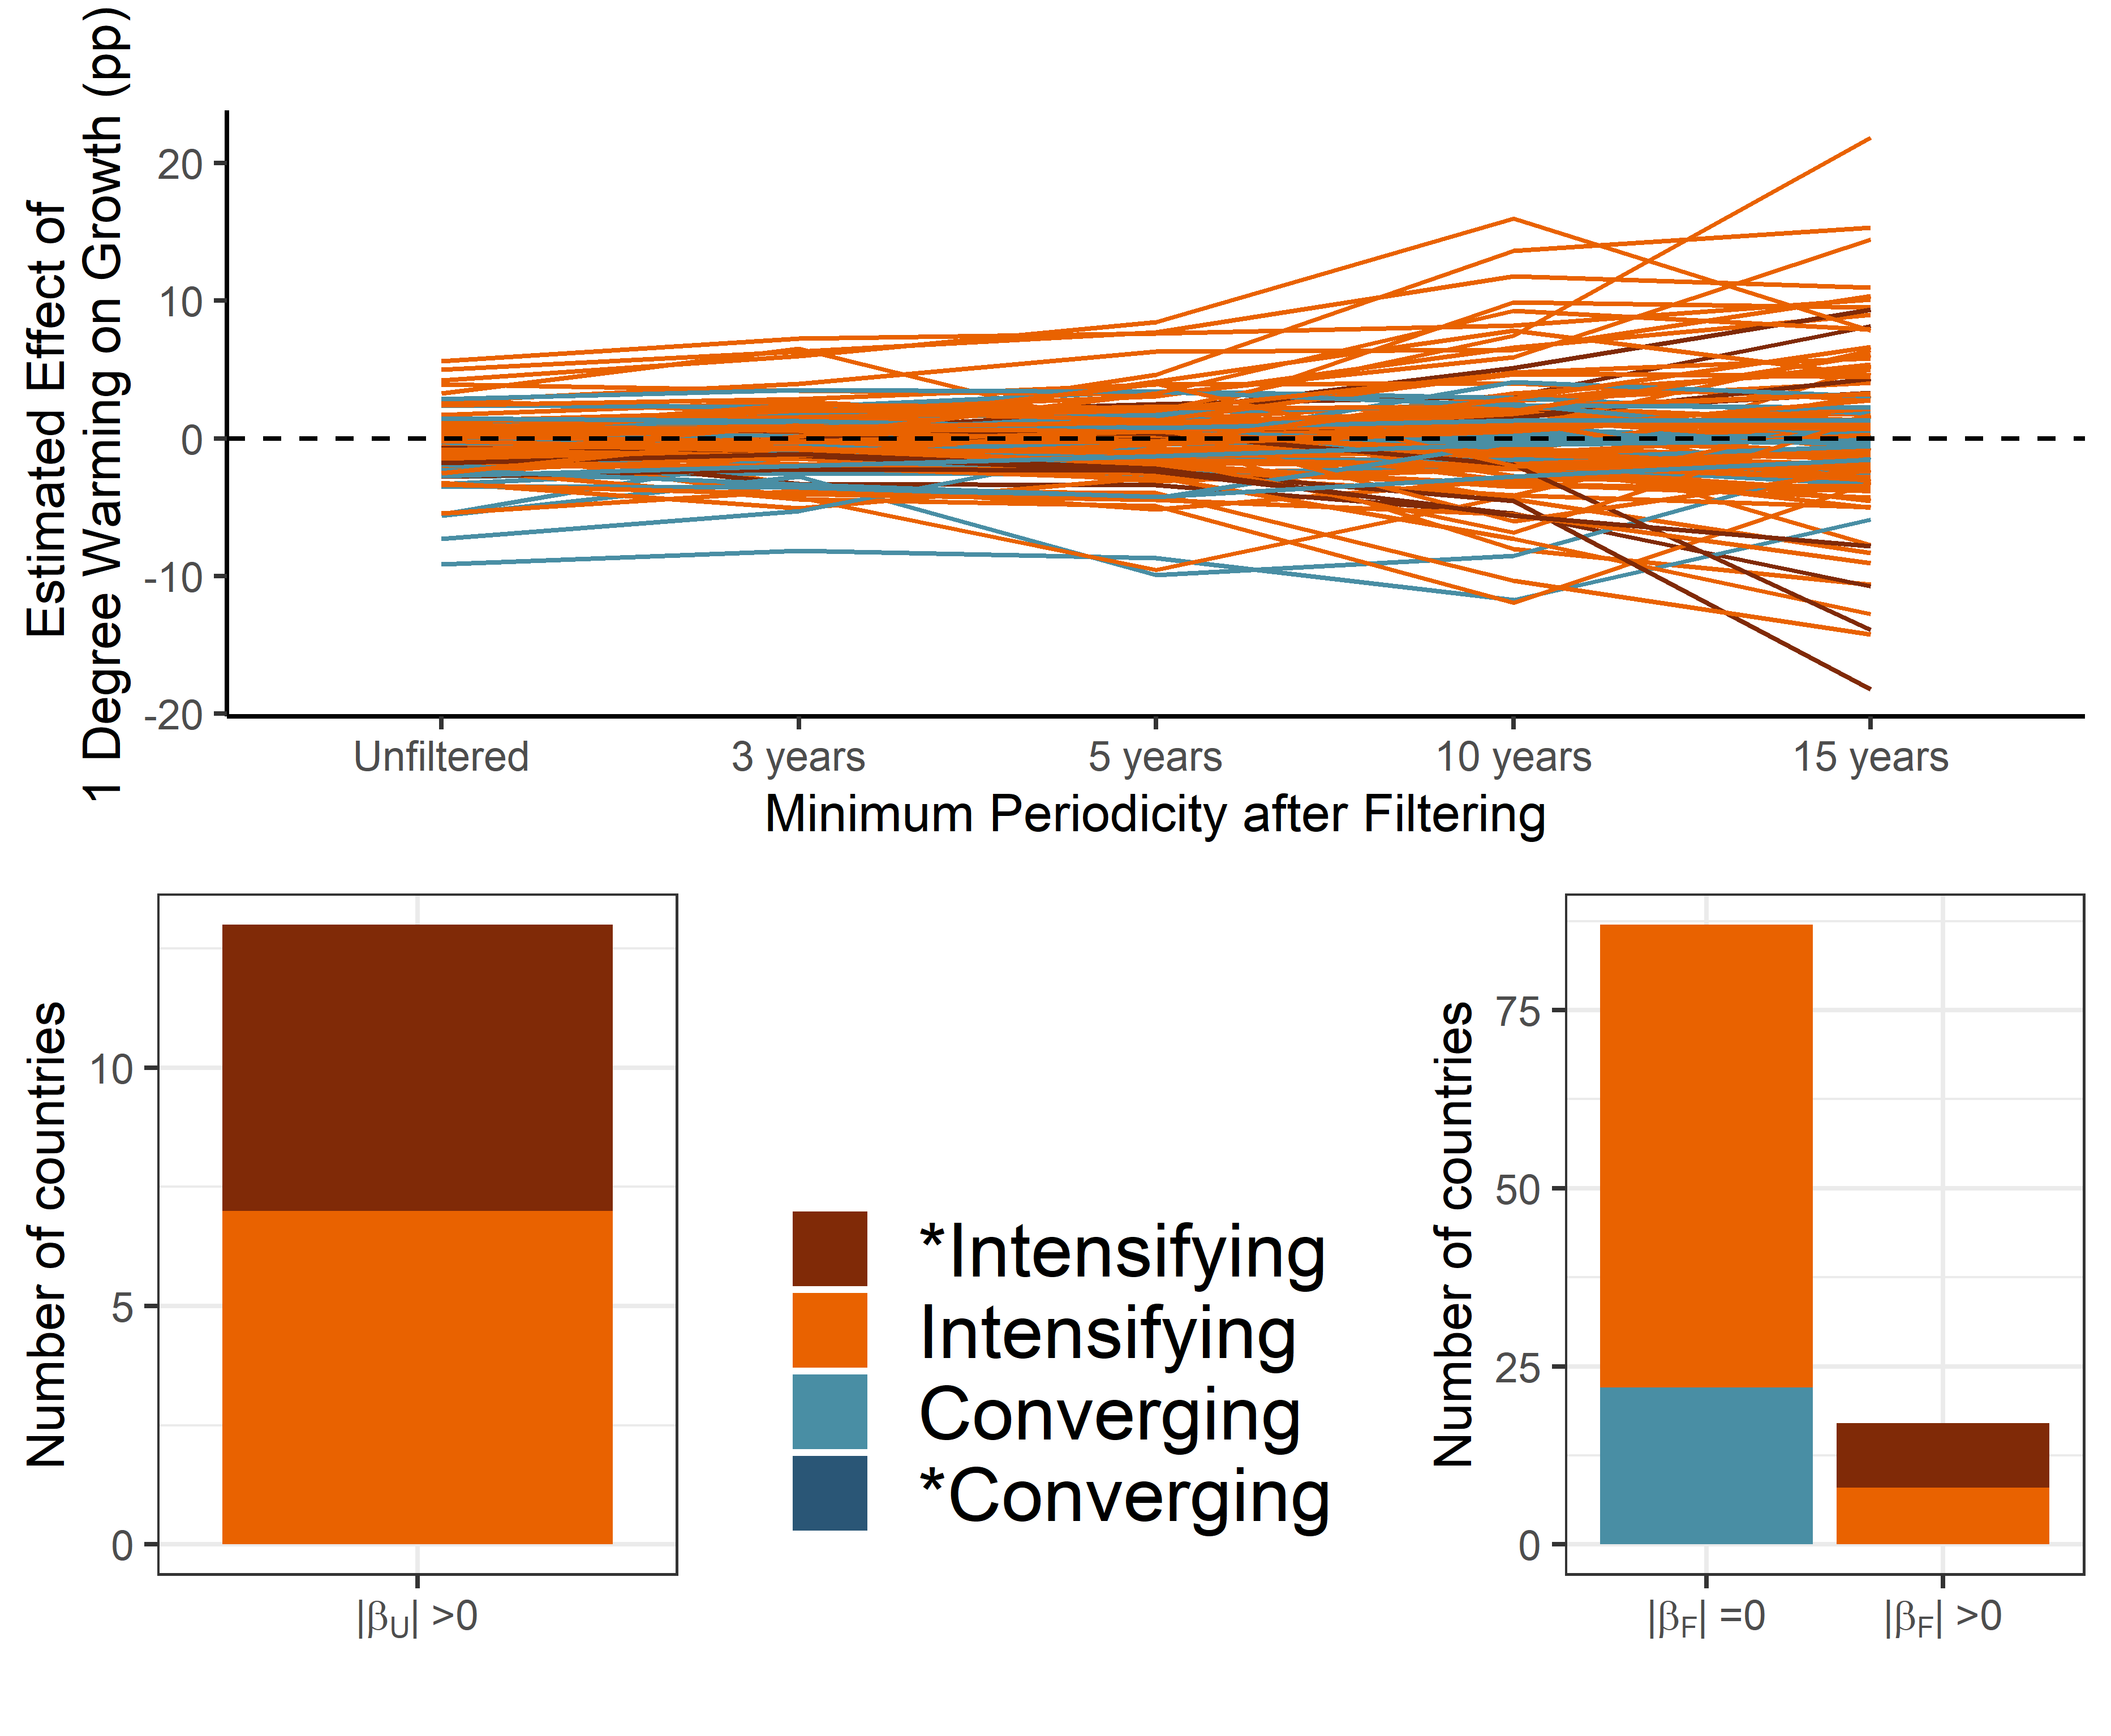 Estimated Effect of
1 Degree Warming on Growth (pp)
20
10
0
-10
-20
Unfiltered 3 years 5 years 10 years 15 years
Minimum Periodicity after Filtering
Number of countries
10
5
0
|βU| >0
*Intensifying
Intensifying
Converging
*Converging
Number of countries
75
50
25
0
|βF| =0 |βF| >0